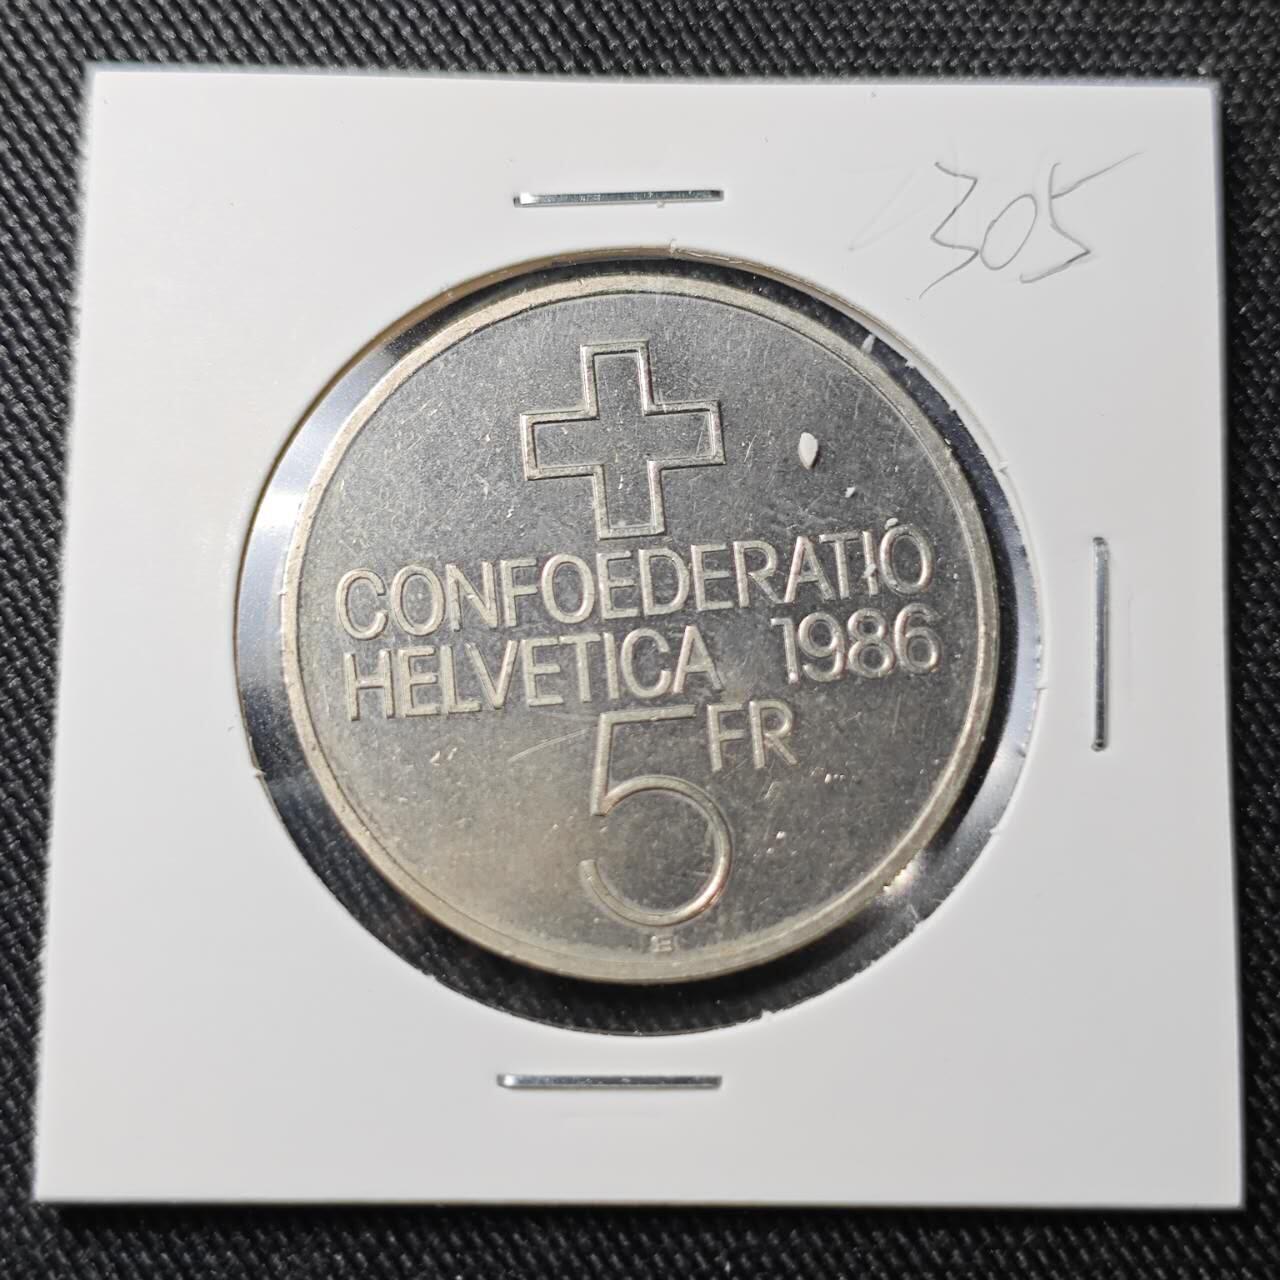 305
CONFOEDERATIO
HELVETICA 1986
5 FR
B